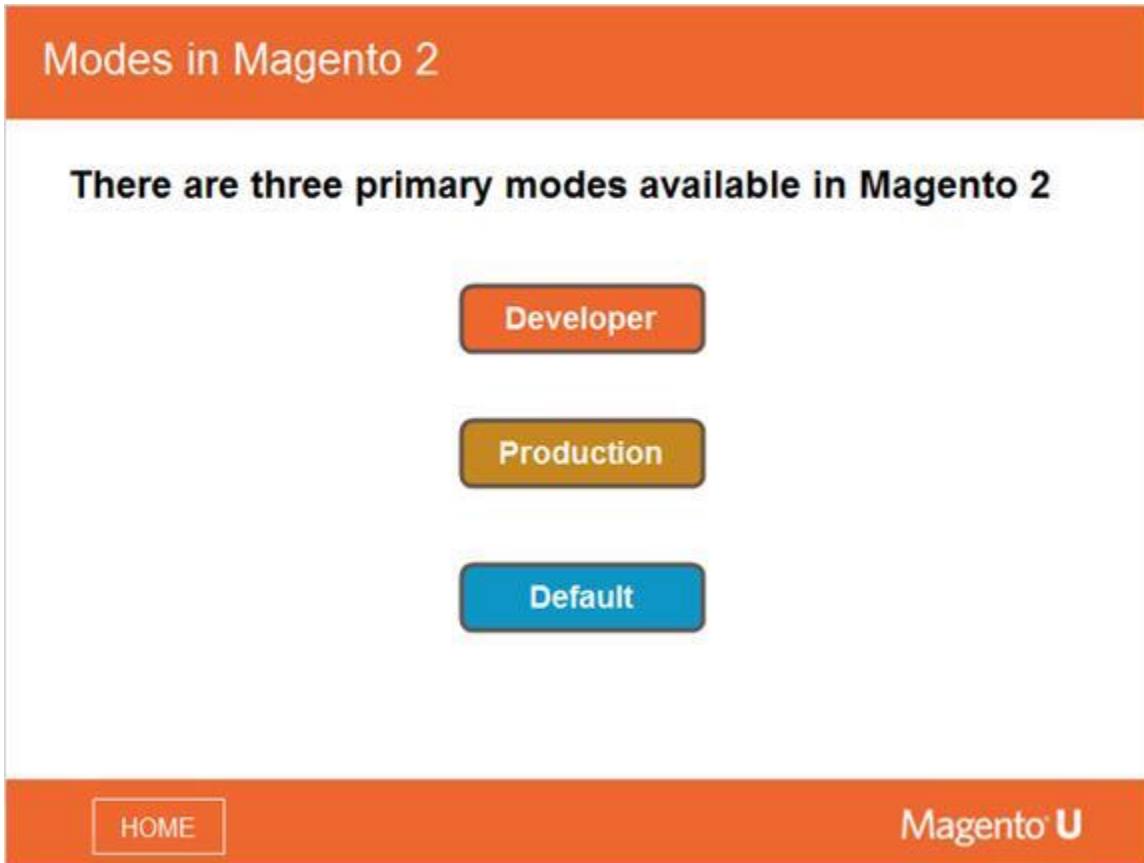 Modes in Magento 2
There are three primary modes available in Magento 2
Developer
Production
Default
HOME
Magento U